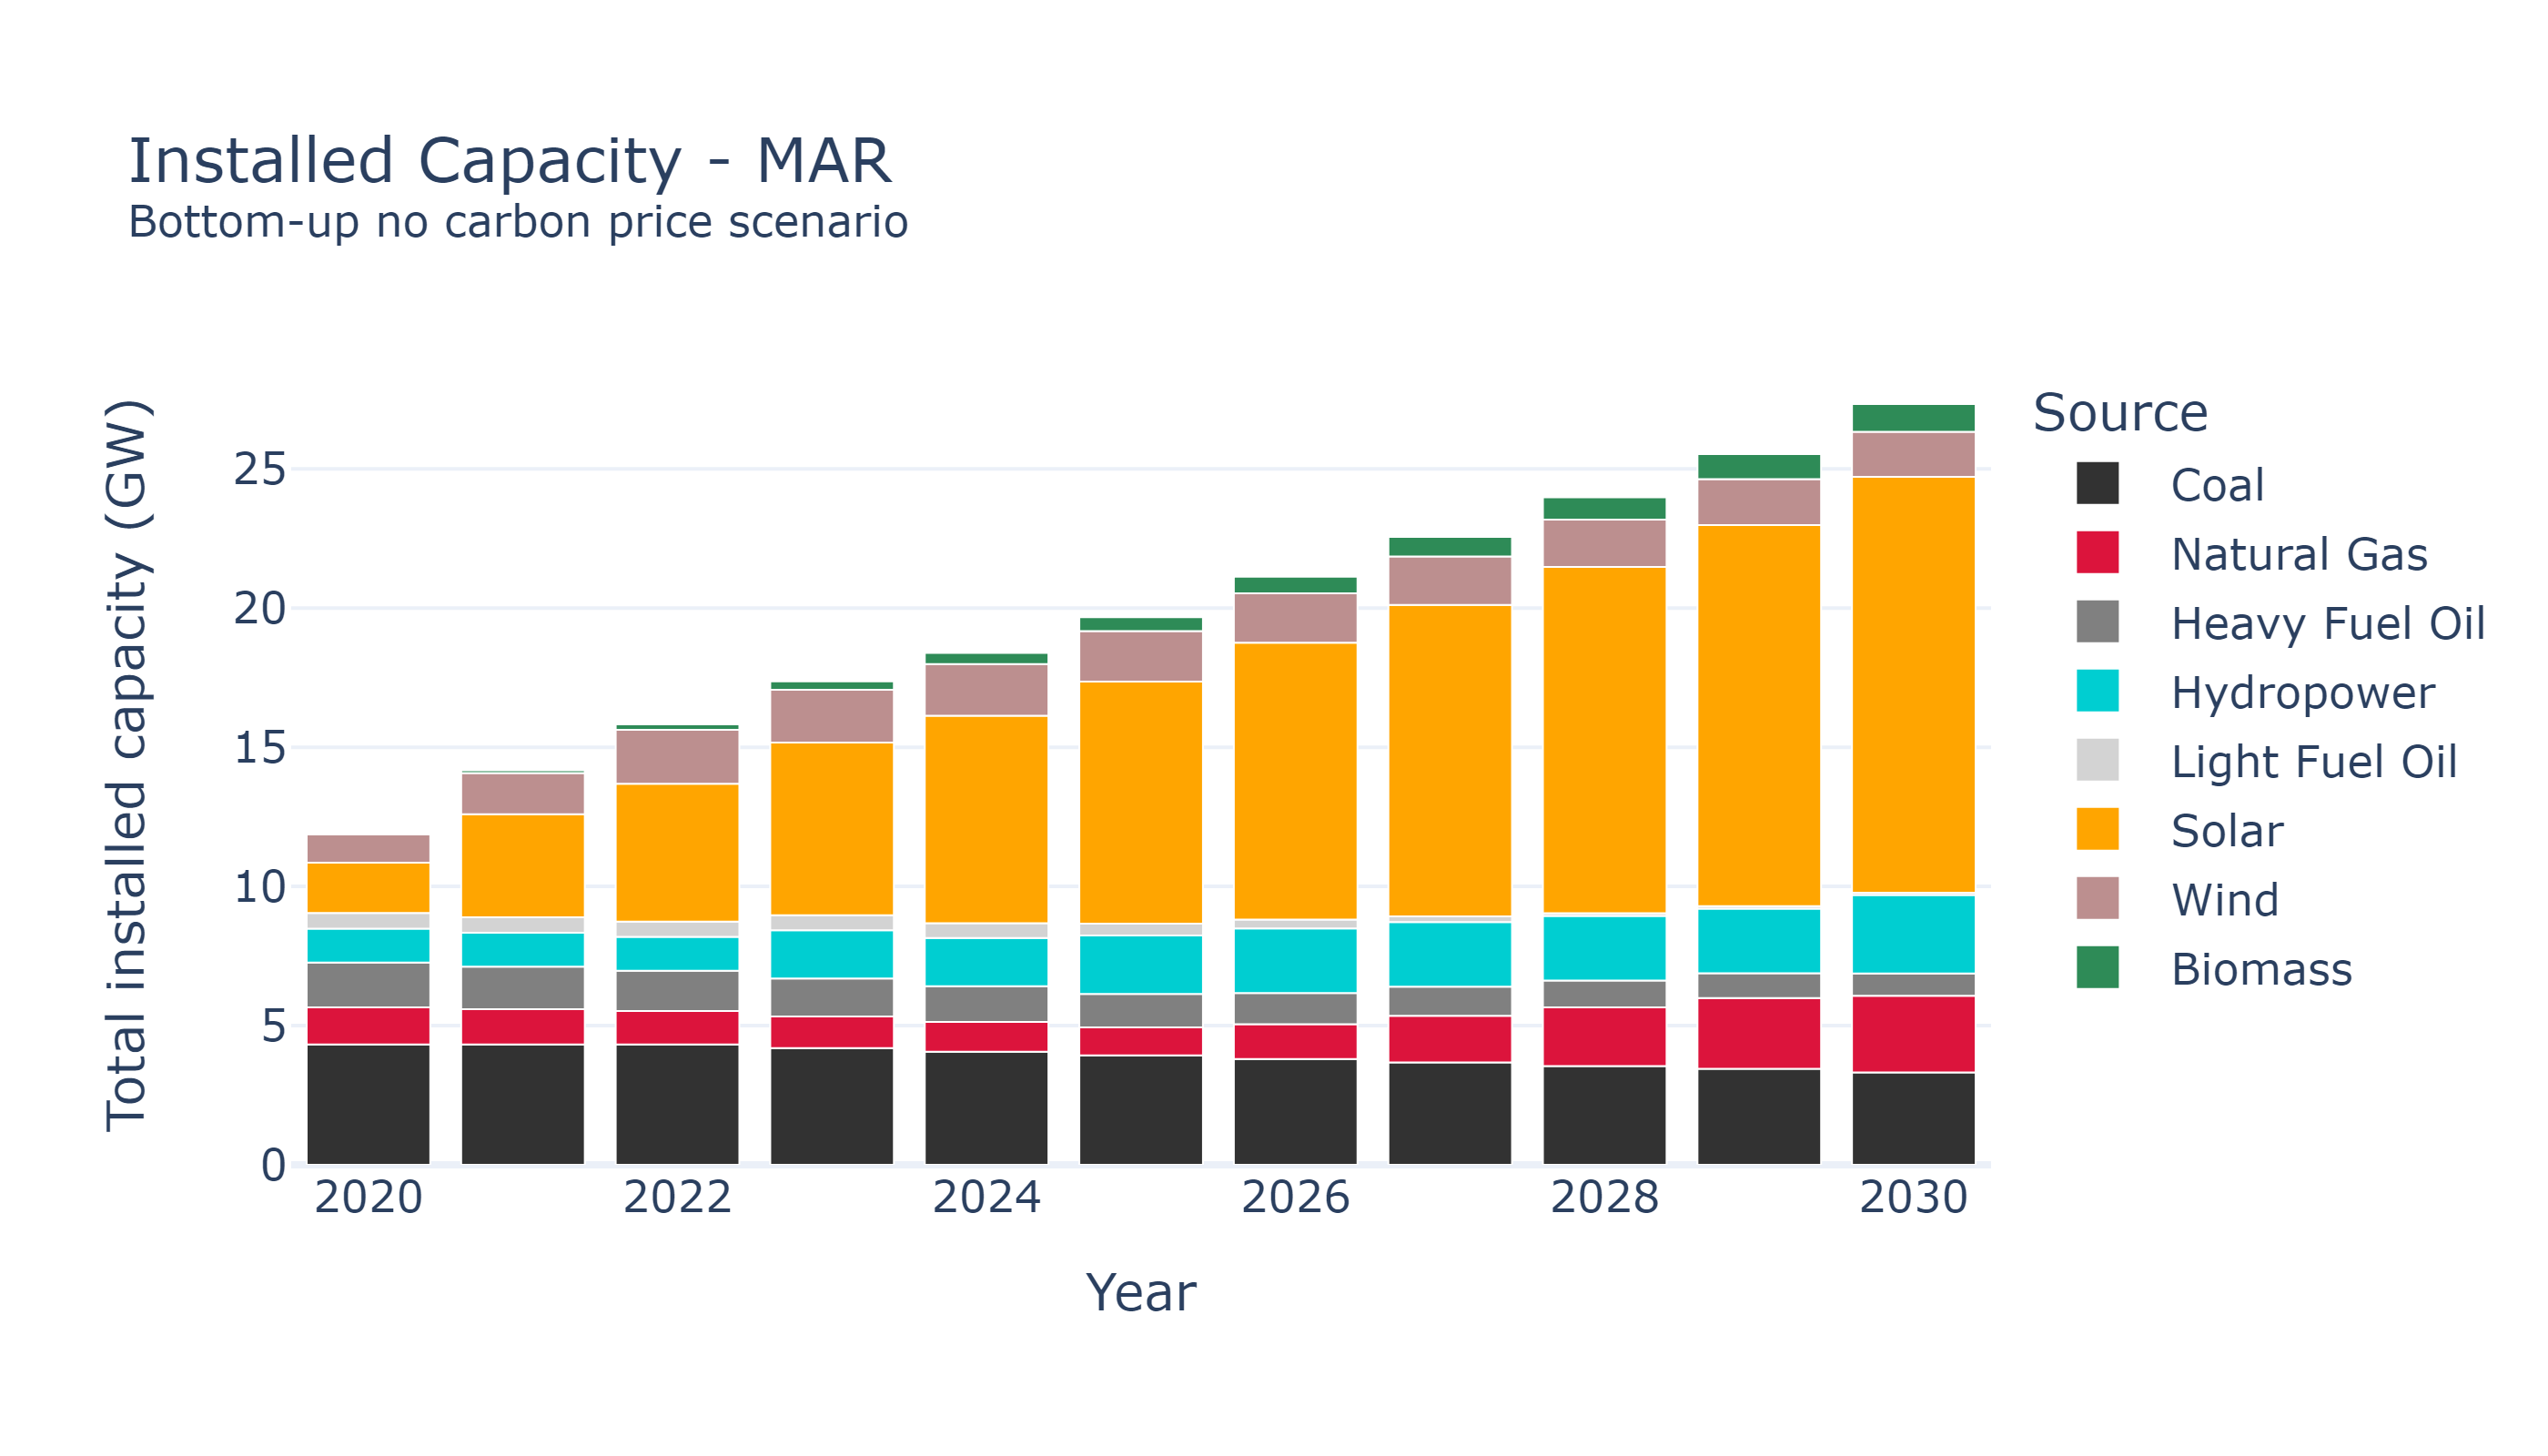 Installed Capacity - MAR
Bottom-up no carbon price scenario
Total installed capacity (GW)
25
20
15
10
5
0
2020
2022
2024
2026
2028
2030
Year
Source
Coal
Natural Gas
Heavy Fuel Oil
Hydropower
Light Fuel Oil
Solar
Wind
Biomass